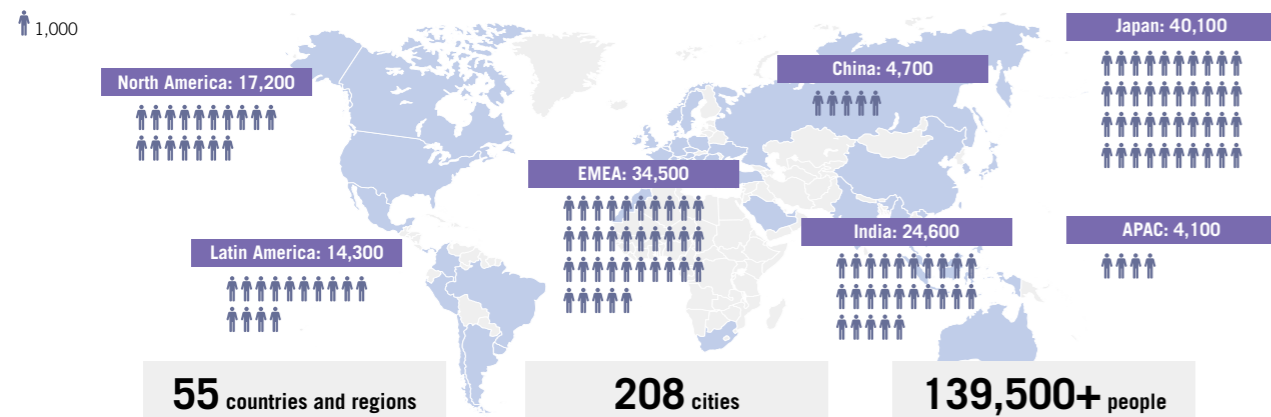 1,000
North America: 17,200
Latin America: 14,300
EMEA: 34,500
China: 4,700
India: 24,600
Japan: 40,100
APAC: 4,100
55 countries and regions
208 cities
139,500+ people